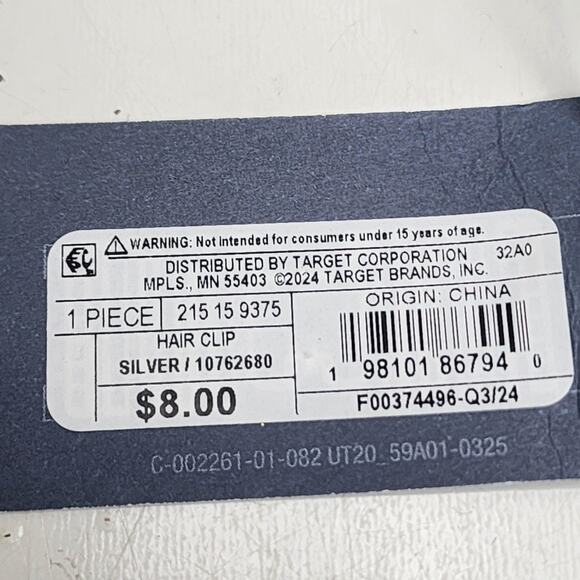 WARNING: Not intended for consumers under 15 years of age.
DISTRIBUTED BY TARGET CORPORATION 32A0
MPLS., MN 55403 ©2024 TARGET BRANDS, INC.
1 PIECE 215 15 9375
ORIGIN: CHINA
HAIR CLIP
SILVER / 10762680
1 98101 86794 0
$8.00
F00374496-Q3/24
C-002261-01-082 UT20_59A01-0325